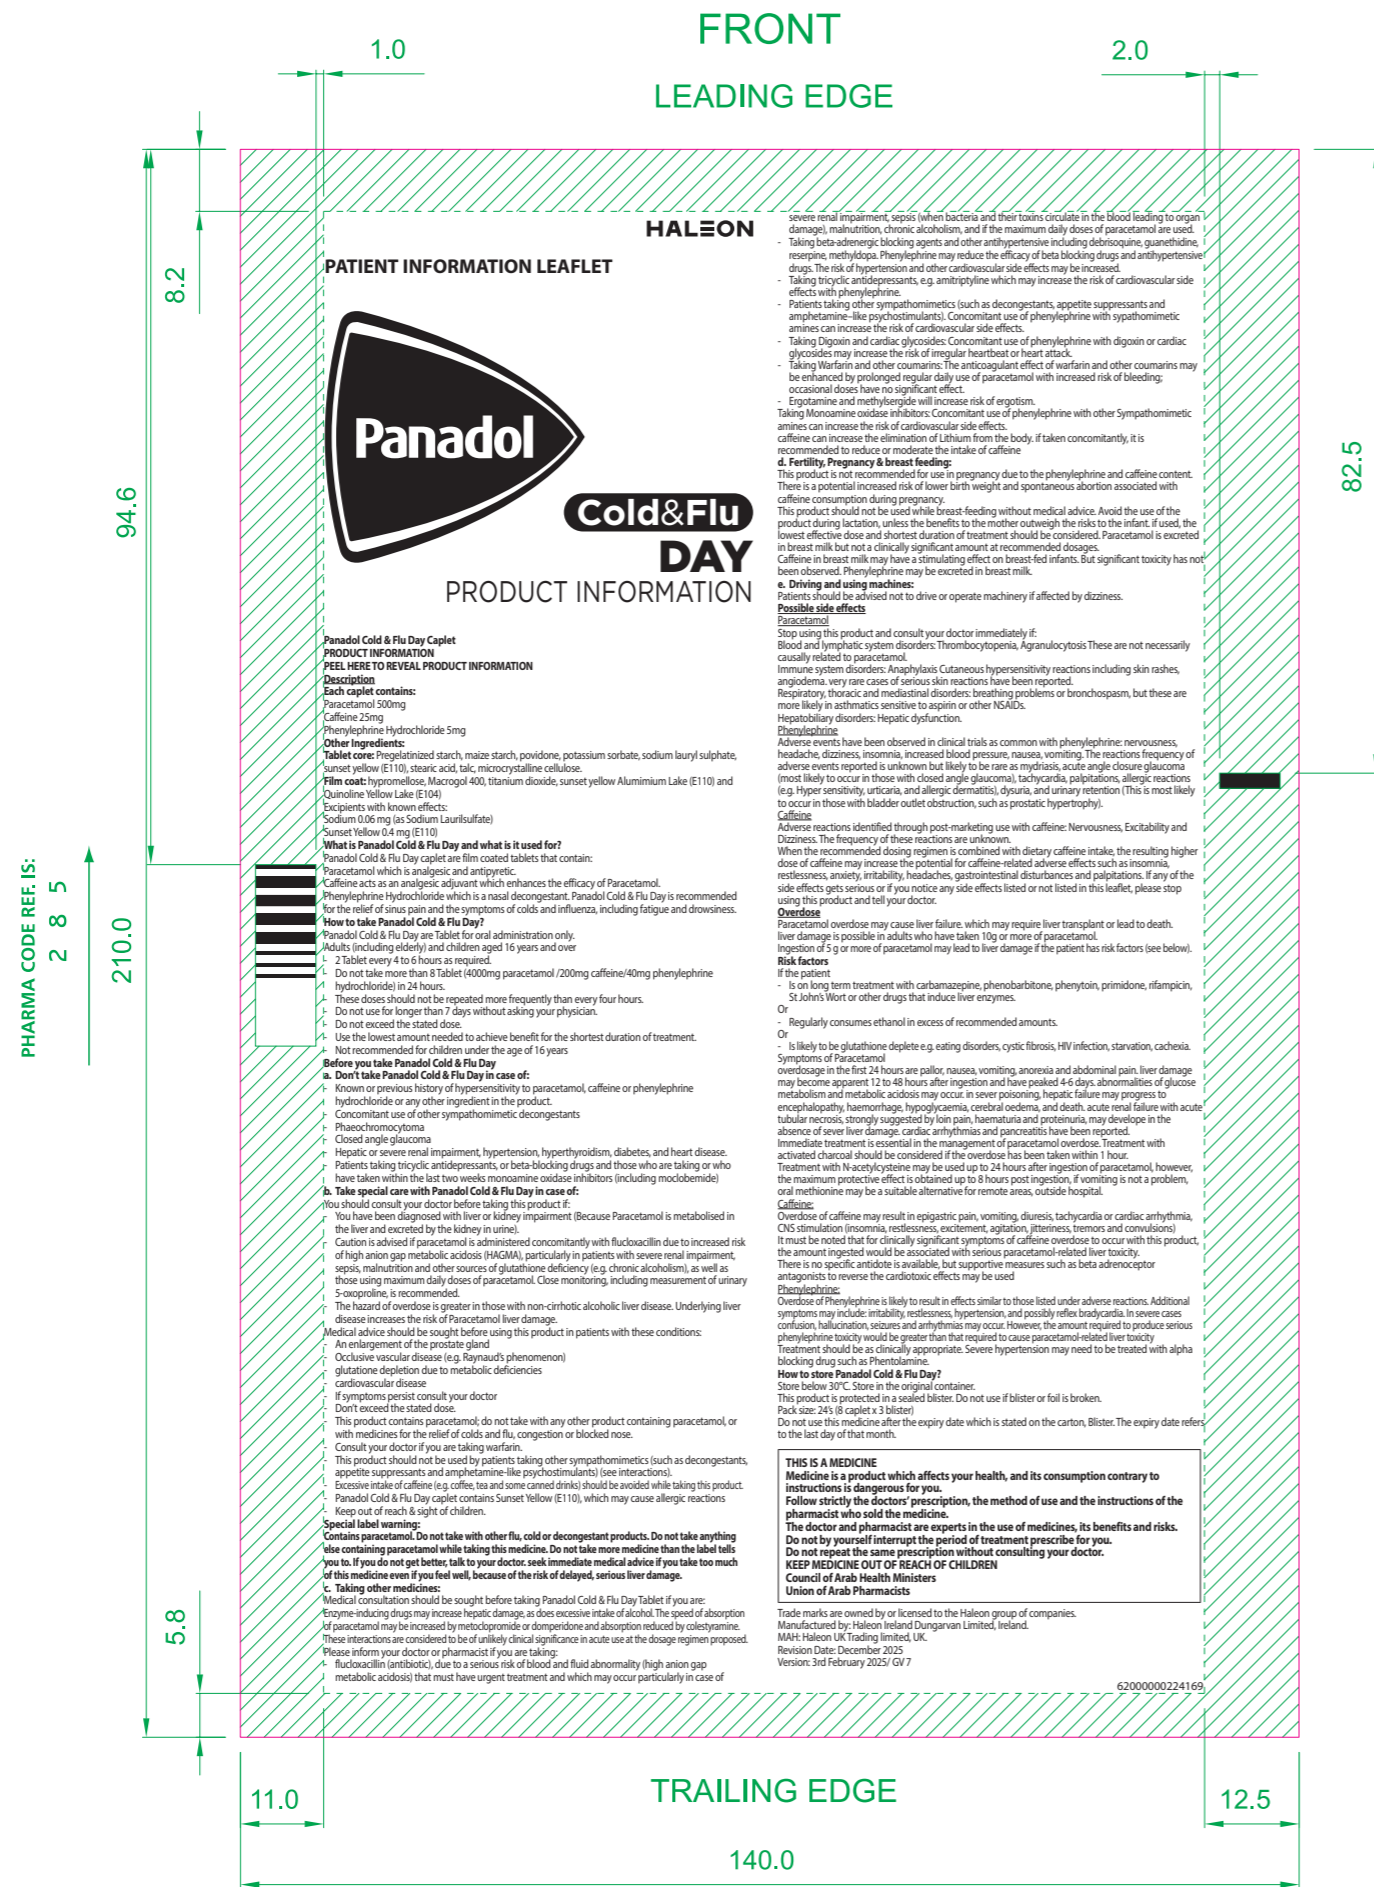 FRONT
1.0
2.0
LEADING EDGE
8.2
94.6
210.0
5.8
82.5
PHARMA CODE REF. IS:
2 8 5
HALEON
PATIENT INFORMATION LEAFLET
Panadol
Cold&Flu
DAY
PRODUCT INFORMATION
Panadol Cold & Flu Day Caplet
PRODUCT INFORMATION
PEEL HERE TO REVEAL PRODUCT INFORMATION
Description
Each caplet contains:
Paracetamol 500mg
Caffeine 25mg
Phenylephrine Hydrochloride 5mg
Other Ingredients:
Tablet core: Pregelatinized starch, maize starch, povidone, potassium sorbate, sodium lauryl sulphate,
sunset yellow (E110), stearic acid, talc, microcrystalline cellulose.
Film coat: hypromellose, Macrogol 400, titanium dioxide, sunset yellow Alumimium Lake (E110) and
Quinoline Yellow Lake (E104)
Excipients with known effects:
Sodium 0.06 mg (as Sodium Laurilsulfate)
Sunset Yellow 0.4 mg (E110)
What is Panadol Cold & Flu Day and what is it used for?
Panadol Cold & Flu Day caplet are film coated tablets that contain:
Paracetamol which is analgesic and antipyretic.
Caffeine acts as an analgesic adjuvant which enhances the efficacy of Paracetamol.
Phenylephrine Hydrochloride which is a nasal decongestant. Panadol Cold & Flu Day is recommended
for the relief of sinus pain and the symptoms of colds and influenza, including fatigue and drowsiness.
How to take Panadol Cold & Flu Day?
Panadol Cold & Flu Day are Tablet for oral administration only.
Adults (including elderly) and children aged 16 years and over
- 2 Tablet every 4 to 6 hours as required.
- Do not take more than 8 Tablet (4000mg paracetamol /200mg caffeine/40mg phenylephrine
hydrochloride) in 24 hours.
- These doses should not be repeated more frequently than every four hours.
- Do not use for longer than 7 days without asking your physician.
- Do not exceed the stated dose.
- Use the lowest amount needed to achieve benefit for the shortest duration of treatment.
- Not recommended for children under the age of 16 years
Before you take Panadol Cold & Flu Day
a. Don't take Panadol Cold & Flu Day in case of:
- Known or previous history of hypersensitivity to paracetamol, caffeine or phenylephrine
hydrochloride or any other ingredient in the product.
- Concomitant use of other sympathomimetic decongestants
- Phaeochromocytoma
- Closed angle glaucoma
- Hepatic or severe renal impairment, hypertension, hyperthyroidism, diabetes, and heart disease.
- Patients taking tricyclic antidepressants, or beta-blocking drugs and those who are taking or who
have taken within the last two weeks monoamine oxidase inhibitors (including moclobemide)
b. Take special care with Panadol Cold & Flu Day in case of:
You should consult your doctor before taking this product if:
- You have been diagnosed with liver or kidney impairment (Because Paracetamol is metabolised in
the liver and excreted by the kidney in urine).
- Caution is advised if paracetamol is administered concomitantly with flucloxacillin due to increased risk
of high anion gap metabolic acidosis (HAGMA), particularly in patients with severe renal impairment,
sepsis, malnutrition and other sources of glutathione deficiency (e.g. chronic alcoholism), as well as
those using maximum daily doses of paracetamol. Close monitoring, including measurement of urinary
5-oxoproline, is recommended.
- The hazard of overdose is greater in those with non-cirrhotic alcoholic liver disease. Underlying liver
disease increases the risk of Paracetamol liver damage.
Medical advice should be sought before using this product in patients with these conditions:
- An enlargement of the prostate gland
- Occlusive vascular disease (e.g. Raynaud's phenomenon)
- glutatione depletion due to metabolic deficiencies
- cardiovascular disease
- If symptoms persist consult your doctor
- Don't exceed the stated dose.
- This product contains paracetamol; do not take with any other product containing paracetamol, or
with medicines for the relief of colds and flu, congestion or blocked nose.
- Consult your doctor if you are taking warfarin.
- This product should not be used by patients taking other sympathomimetics (such as decongestants,
appetite suppressants and amphetamine-like psychostimulants) (see interactions).
- Excessive intake of caffeine (e.g. coffee, tea and some canned drinks) should be avoided while taking this product.
- Panadol Cold & Flu Day caplet contains Sunset Yellow (E110), which may cause allergic reactions
- Keep out of reach & sight of children.
Special label warning:
Contains paracetamol. Do not take with other flu, cold or decongestant products. Do not take anything
else containing paracetamol while taking this medicine. Do not take more medicine than the label tells
you to. If you do not get better, talk to your doctor. seek immediate medical advice if you take too much
of this medicine even if you feel well, because of the risk of delayed, serious liver damage.
c. Taking other medicines:
Medical consultation should be sought before taking Panadol Cold & Flu Day Tablet if you are:
Enzyme-inducing drugs may increase hepatic damage, as does excessive intake of alcohol. The speed of absorption
of paracetamol may be increased by metoclopromide or domperidone and absorption reduced by colestyramine.
These interactions are considered to be of unlikely clinical significance in acute use at the dosage regimen proposed.
Please inform your doctor or pharmacist if you are taking:
- flucloxacillin (antibiotic), due to a serious risk of blood and fluid abnormality (high anion gap
metabolic acidosis) that must have urgent treatment and which may occur particularly in case of
severe renal impairment, sepsis (when bacteria and their toxins circulate in the blood leading to organ
damage), malnutrition, chronic alcoholism, and if the maximum daily doses of paracetamol are used.
- Taking beta-adrenergic blocking agents and other antihypertensive including debrisoquine, guanethidine,
reserpine, methyldopa. Phenylephrine may reduce the efficacy of beta blocking drugs and antihypertensive
drugs. The risk of hypertension and other cardiovascular side effects may be increased.
- Taking tricyclic antidepressants, e.g. amitriptyline which may increase the risk of cardiovascular side
effects with phenylephrine.
- Patients taking other sympathomimetics (such as decongestants, appetite suppressants and
amphetamine–like psychostimulants). Concomitant use of phenylephrine with sypathomimetic
amines can increase the risk of cardiovascular side effects.
- Taking Digoxin and cardiac glycosides: Concomitant use of phenylephrine with digoxin or cardiac
glycosides may increase the risk of irregular heartbeat or heart attack.
- Taking Warfarin and other coumarins: The anticoagulant effect of warfarin and other coumarins may
be enhanced by prolonged regular daily use of paracetamol with increased risk of bleeding;
occasional doses have no significant effect.
- Ergotamine and methylsergide will increase risk of ergotism.
Taking Monoamine oxidase inhibitors: Concomitant use of phenylephrine with other Sympathomimetic
amines can increase the risk of cardiovascular side effects.
caffeine can increase the elimination of Lithium from the body. if taken concomitantly, it is
recommended to reduce or moderate the intake of caffeine
d. Fertility, Pregnancy & breast feeding:
This product is not recommended for use in pregnancy due to the phenylephrine and caffeine content.
There is a potential increased risk of lower birth weight and spontaneous abortion associated with
caffeine consumption during pregnancy.
This product should not be used while breast-feeding without medical advice. Avoid the use of the
product during lactation, unless the benefits to the mother outweigh the risks to the infant. if used, the
lowest effective dose and shortest duration of treatment should be considered. Paracetamol is excreted
in breast milk but not a clinically significant amount at recommended dosages.
Caffeine in breast milk may have a stimulating effect on breast-fed infants. But significant toxicity has not
been observed. Phenylephrine may be excreted in breast milk.
e. Driving and using machines:
Patients should be advised not to drive or operate machinery if affected by dizziness.
Possible side effects
Paracetamol
Stop using this product and consult your doctor immediately if:
Blood and lymphatic system disorders: Thrombocytopenia, Agranulocytosis These are not necessarily
causally related to paracetamol.
Immune system disorders: Anaphylaxis Cutaneous hypersensitivity reactions including skin rashes,
angiodema. very rare cases of serious skin reactions have been reported.
Respiratory, thoracic and mediastinal disorders: breathing problems or bronchospasm, but these are
more likely in asthmatics sensitive to aspirin or other NSAIDs.
Hepatobiliary disorders: Hepatic dysfunction.
Phenylephrine
Adverse events have been observed in clinical trials as common with phenylephrine: nervousness,
headache, dizziness, insomnia, increased blood pressure, nausea, vomiting. The reactions frequency of
adverse events reported is unknown but likely to be rare as mydriasis, acute angle closure glaucoma
(most likely to occur in those with closed angle glaucoma), tachycardia, palpitations, allergic reactions
(e.g. Hyper sensitivity, urticaria, and allergic dermatitis), dysuria, and urinary retention (This is most likely
to occur in those with bladder outlet obstruction, such as prostatic hypertrophy).
Caffeine
Adverse reactions identified through post-marketing use with caffeine: Nervousness, Excitability and
Dizziness. The frequency of these reactions are unknown.
When the recommended dosing regimen is combined with dietary caffeine intake, the resulting higher
dose of caffeine may increase the potential for caffeine-related adverse effects such as insomnia,
restlessness, anxiety, irritability, headaches, gastrointestinal disturbances and palpitations. If any of the
side effects gets serious or if you notice any side effects listed or not listed in this leaflet, please stop
using this product and tell your doctor.
Overdose
Paracetamol overdose may cause liver failure. which may require liver transplant or lead to death.
liver damage is possible in adults who have taken 10g or more of paracetamol.
Ingestion of 5 g or more of paracetamol may lead to liver damage if the patient has risk factors (see below).
Risk factors
If the patient
- Is on long term treatment with carbamazepine, phenobarbitone, phenytoin, primidone, rifampicin,
St John's Wort or other drugs that induce liver enzymes.
Or
- Regularly consumes ethanol in excess of recommended amounts.
Or
- Is likely to be glutathione deplete e.g. eating disorders, cystic fibrosis, HIV infection, starvation, cachexia.
Symptoms of Paracetamol
overdosage in the first 24 hours are pallor, nausea, vomiting, anorexia and abdominal pain. liver damage
may become apparent 12 to 48 hours after ingestion and have peaked 4-6 days. abnormalities of glucose
metabolism and metabolic acidosis may occur. in sever poisoning, hepatic failure may progress to
encephalopathy, haemorrhage, hypoglycaemia, cerebral oedema, and death. acute renal failure with acute
tubular necrosis, strongly suggested by loin pain, haematuria and proteinuria, may develope in the
absence of sever liver damage. cardiac arrhythmias and pancreatitis have been reported.
Immediate treatment is essential in the management of paracetamol overdose. Treatment with
activated charcoal should be considered if the overdose has been taken within 1 hour.
Treatment with N-acetylcysteine may be used up to 24 hours after ingestion of paracetamol, however,
the maximum protective effect is obtained up to 8 hours post ingestion, if vomiting is not a problem,
oral methionine may be a suitable alternative for remote areas, outside hospital.
Caffeine:
Overdose of caffeine may result in epigastric pain, vomiting, diuresis, tachycardia or cardiac arrhythmia,
CNS stimulation (insomnia, restlessness, excitement, agitation, jitteriness, tremors and convulsions)
It must be noted that for clinically significant symptoms of caffeine overdose to occur with this product,
the amount ingested would be associated with serious paracetamol-related liver toxicity.
There is no specific antidote is available, but supportive measures such as beta adrenoceptor
antagonists to reverse the cardiotoxic effects may be used
Phenylephrine:
Overdose of Phenylephrine is likely to result in effects similar to those listed under adverse reactions. Additional
symptoms may include: irritability, restlessness, hypertension, and possibly reflex bradycardia. In severe cases
confusion, hallucination, seizures and arrhythmias may occur. However, the amount required to produce serious
phenylephrine toxicity would be greater than that required to cause paracetamol-related liver toxicity
Treatment should be as clinically appropriate. Severe hypertension may need to be treated with alpha
blocking drug such as Phentolamine.
How to store Panadol Cold & Flu Day?
Store below 30°C. Store in the original container.
This product is protected in a sealed blister. Do not use if blister or foil is broken.
Pack size: 24's (8 caplet x 3 blister)
Do not use this medicine after the expiry date which is stated on the carton, Blister. The expiry date refers
to the last day of that month.
THIS IS A MEDICINE
Medicine is a product which affects your health, and its consumption contrary to
instructions is dangerous for you.
Follow strictly the doctors' prescription, the method of use and the instructions of the
pharmacist who sold the medicine.
The doctor and pharmacist are experts in the use of medicines, its benefits and risks.
Do not by yourself interrupt the period of treatment prescribe for you.
Do not repeat the same prescription without consulting your doctor.
KEEP MEDICINE OUT OF REACH OF CHILDREN
Council of Arab Health Ministers
Union of Arab Pharmacists
Trade marks are owned by or licensed to the Haleon group of companies.
Manufactured by: Haleon Ireland Dungarvan Limited, Ireland.
MAH: Haleon UK Trading limited, UK.
Revision Date: December 2025
Version: 3rd February 2025/ GV 7
62000000224169
TRAILING EDGE
11.0
12.5
140.0